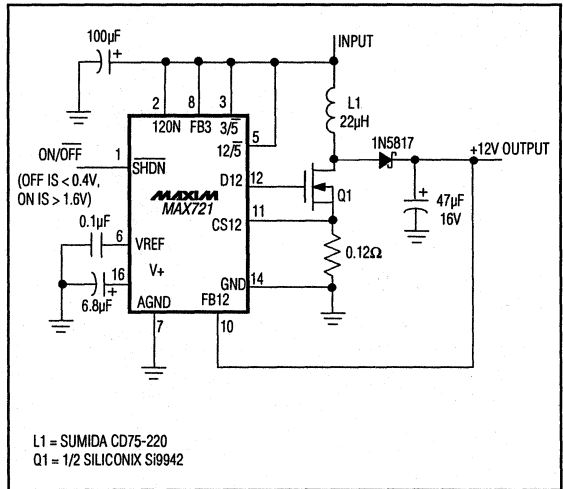 100µF
+
INPUT
2
8
3
120N
FB3
3/5̅
L1
22µH
5
12/5̅
1N5817
+12V OUTPUT
ON/O̅F̅F̅
1
S̅H̅D̅N̅
(OFF IS < 0.4V,
ON IS > 1.6V)
MAXIM
MAX721
D12
12
Q1
+
47µF
16V
CS12
11
0.1µF
6
VREF
0.12Ω
V+
16
6.8µF
+
GND
14
AGND
FB12
7
10
L1 = SUMIDA CD75-220
Q1 = 1/2 SILICONIX Si9942